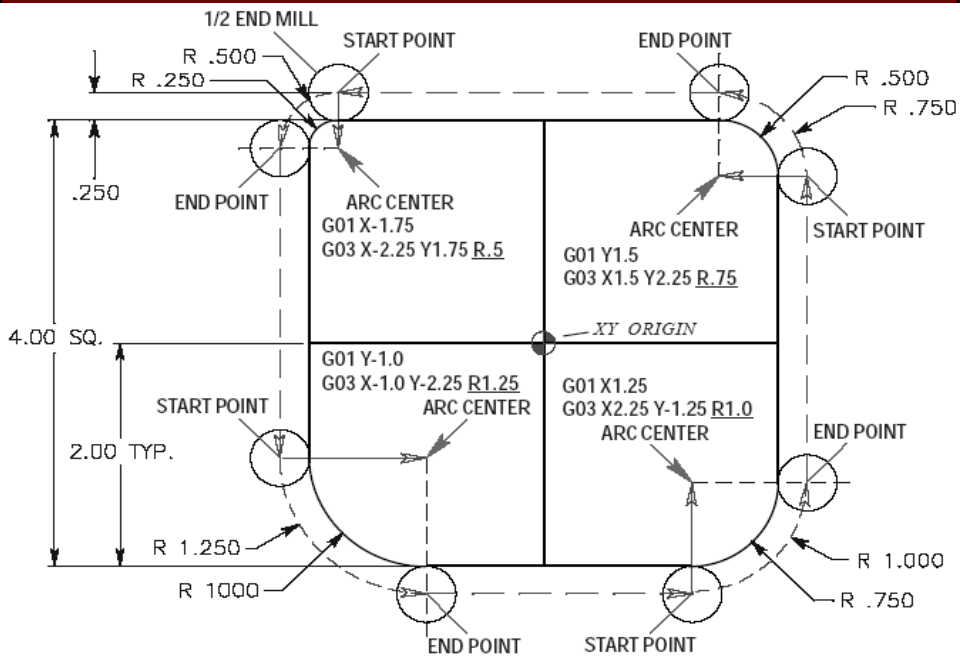 1/2 END MILL
START POINT
END POINT
R .500
R .250
R .500
R .750
.250
END POINT
ARC CENTER
G01 X-1.75
G03 X-2.25 Y1.75 R.5
ARC CENTER
START POINT
G01 Y1.5
G03 X1.5 Y2.25 R.75
4.00 SQ.
XY ORIGIN
G01 Y-1.0
G03 X-1.0 Y-2.25 R1.25
ARC CENTER
G01 X1.25
G03 X2.25 Y-1.25 R1.0
ARC CENTER
START POINT
END POINT
2.00 TYP.
R 1.250
R 1000
R 1.000
R .750
END POINT
START POINT